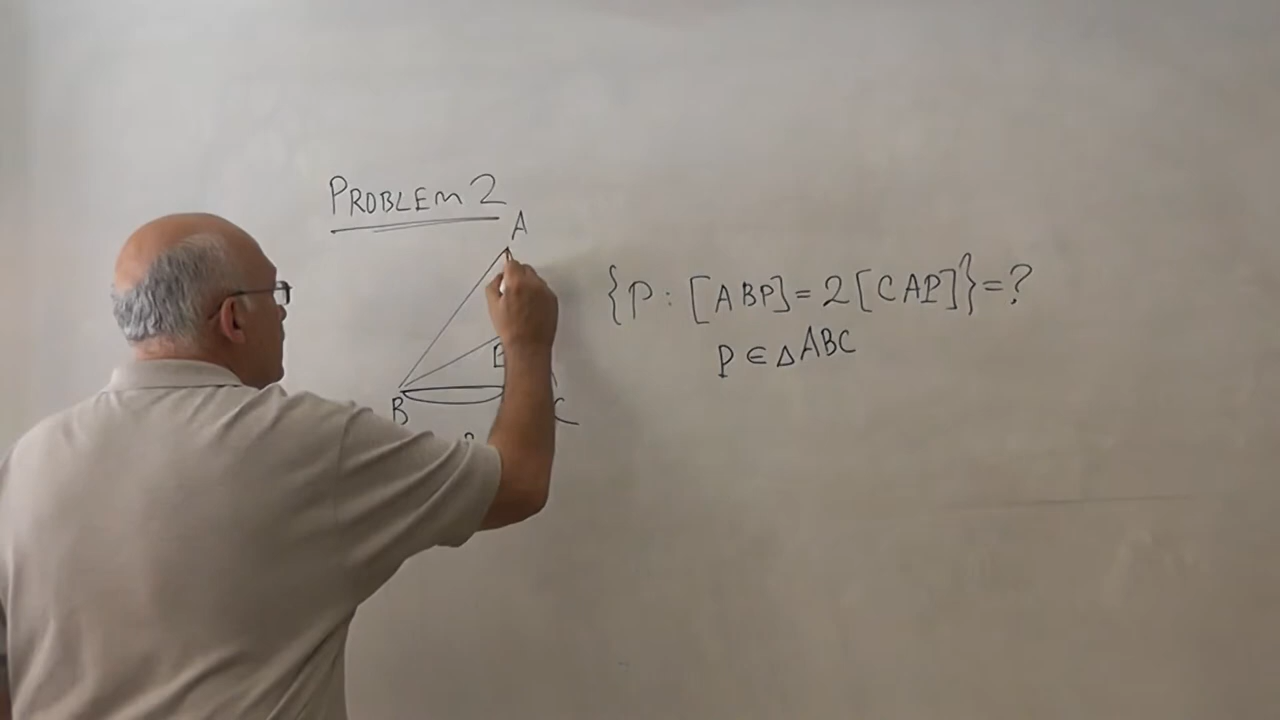 PROBLEM 2
A
{P : [ABP] = 2[CAP]} = ?
P ∈ △ABC
B
C